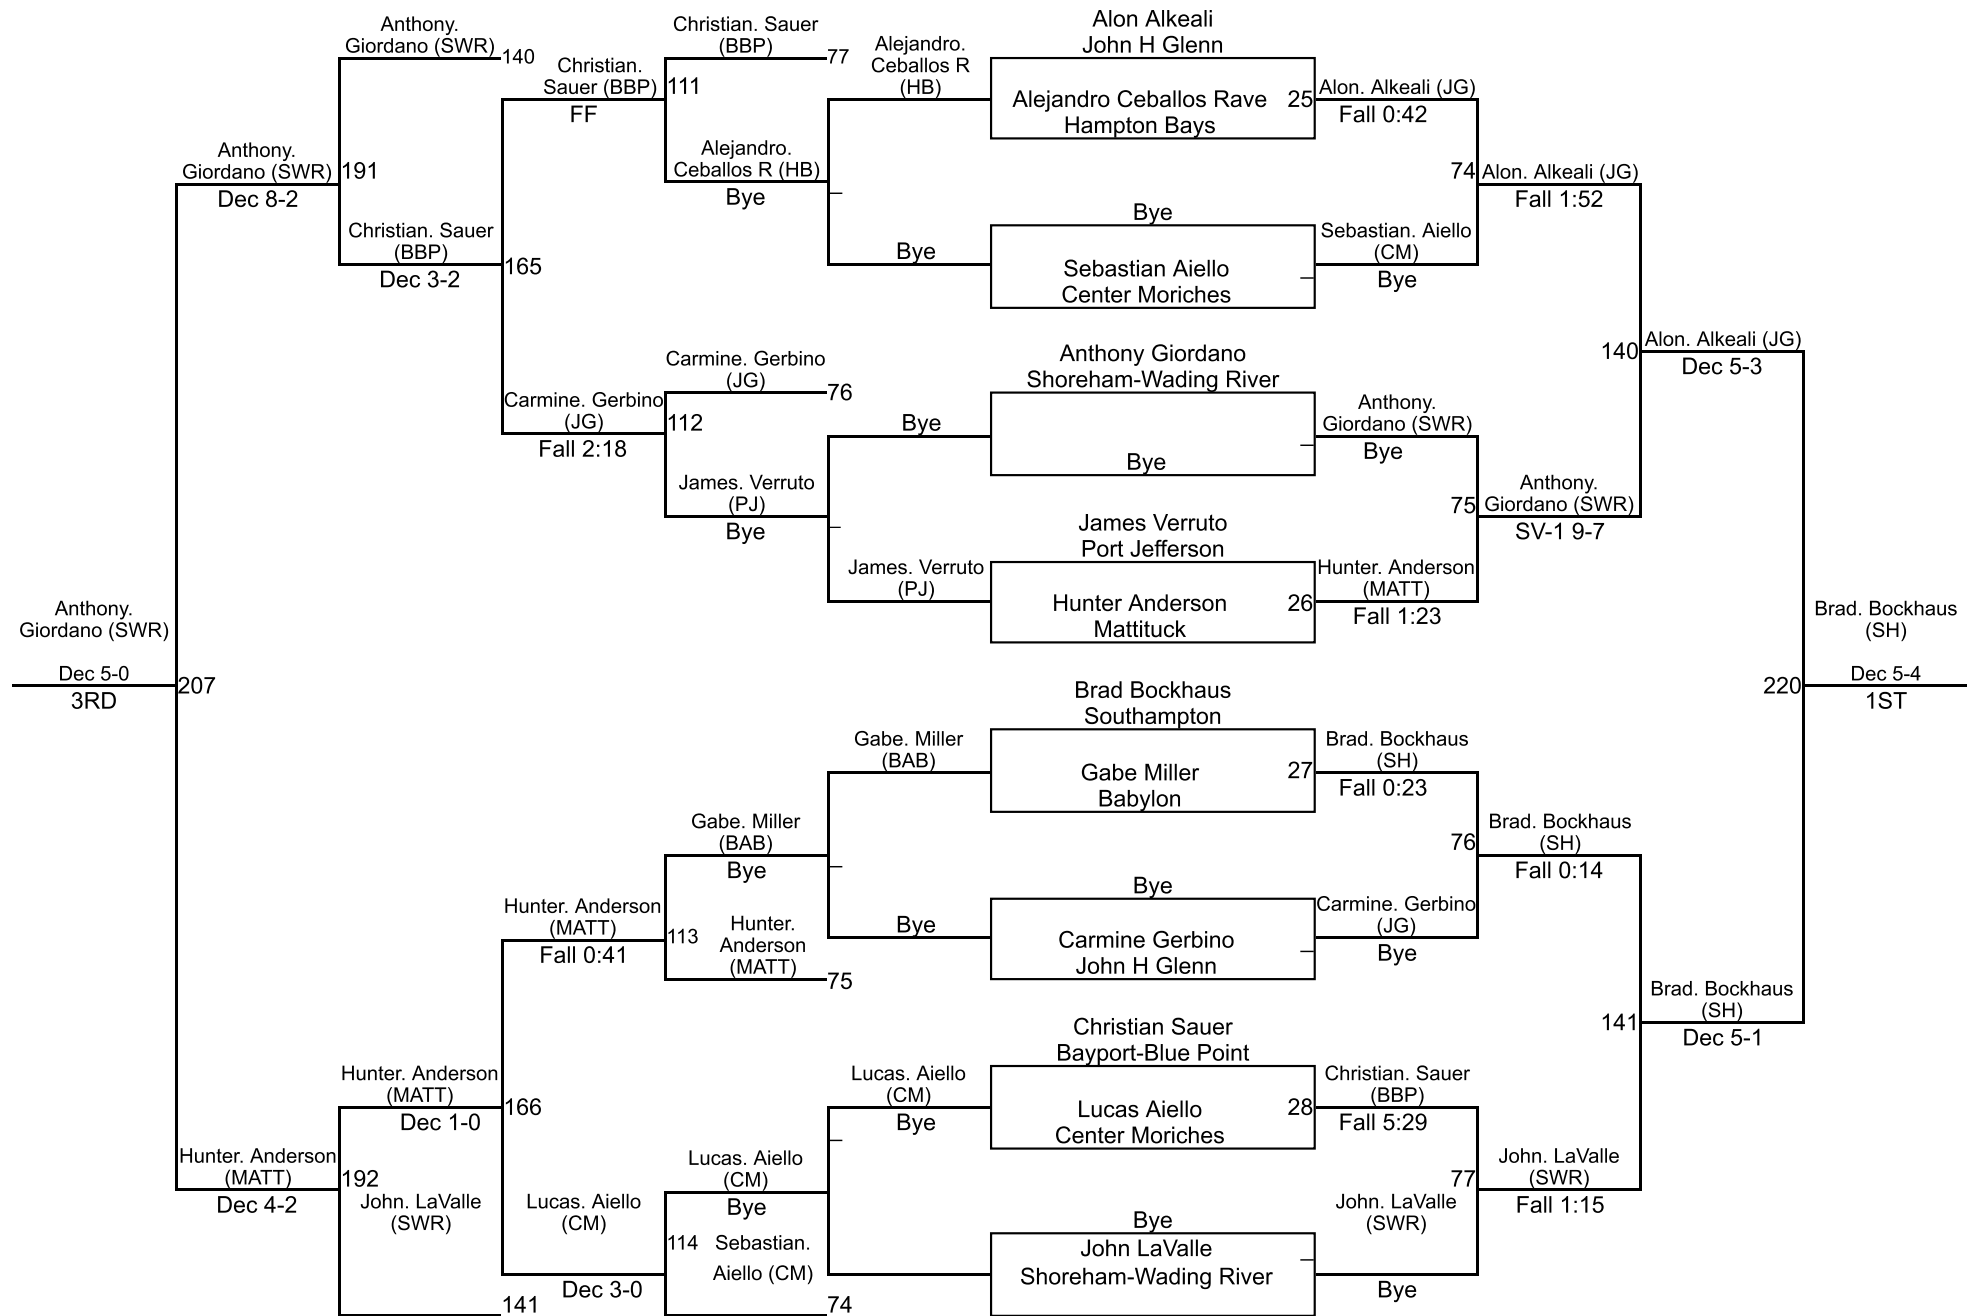 Anthony.
Giordano (SWR)
140
Christian. Sauer
(BBP)
77
Christian.
Sauer (BBP)
FF
111
Alejandro.
Ceballos R
(HB)
Alejandro.
Ceballos R (HB)
Bye
Alon Alkeali
John H Glenn
Alejandro Ceballos Rave
Hampton Bays
25
Alon. Alkeali (JG)
Fall 0:42
Anthony.
Giordano (SWR)
Dec 8-2
191
Christian. Sauer
(BBP)
Dec 3-2
165
Bye
Bye
Sebastian Aiello
Center Moriches
Sebastian. Aiello
(CM)
Bye
74
Alon. Alkeali (JG)
Fall 1:52
Carmine. Gerbino
(JG)
76
Carmine. Gerbino
(JG)
Fall 2:18
112
James. Verruto
(PJ)
Bye
Bye
Anthony Giordano
Shoreham-Wading River
Bye
Anthony.
Giordano (SWR)
Bye
140
Alon. Alkeali (JG)
Dec 5-3
James. Verruto
(PJ)
James Verruto
Port Jefferson
Hunter Anderson
Mattituck
26
Hunter. Anderson
(MATT)
Fall 1:23
75
Anthony.
Giordano (SWR)
SV-1 9-7
Anthony.
Giordano (SWR)
Dec 5-0
3RD
207
Brad. Bockhaus
(SH)
Dec 5-4
1ST
220
Gabe. Miller
(BAB)
Brad Bockhaus
Southampton
Gabe Miller
Babylon
27
Brad. Bockhaus
(SH)
Fall 0:23
Gabe. Miller
(BAB)
Bye
76
Brad. Bockhaus
(SH)
Fall 0:14
Hunter. Anderson
(MATT)
Fall 0:41
113
Hunter.
Anderson
(MATT)
75
Bye
Bye
Carmine Gerbino
John H Glenn
Carmine. Gerbino
(JG)
Bye
141
Brad. Bockhaus
(SH)
Dec 5-1
Hunter. Anderson
(MATT)
Dec 1-0
166
Lucas. Aiello
(CM)
Bye
Christian Sauer
Bayport-Blue Point
Lucas Aiello
Center Moriches
28
Christian. Sauer
(BBP)
Fall 5:29
Hunter. Anderson
(MATT)
Dec 4-2
192
John. LaValle
(SWR)
141
Lucas. Aiello
(CM)
Dec 3-0
Lucas. Aiello
(CM)
Bye
114
Sebastian.
Aiello (CM)
74
Bye
John LaValle
Shoreham-Wading River
John. LaValle
(SWR)
Bye
77
John. LaValle
(SWR)
Fall 1:15